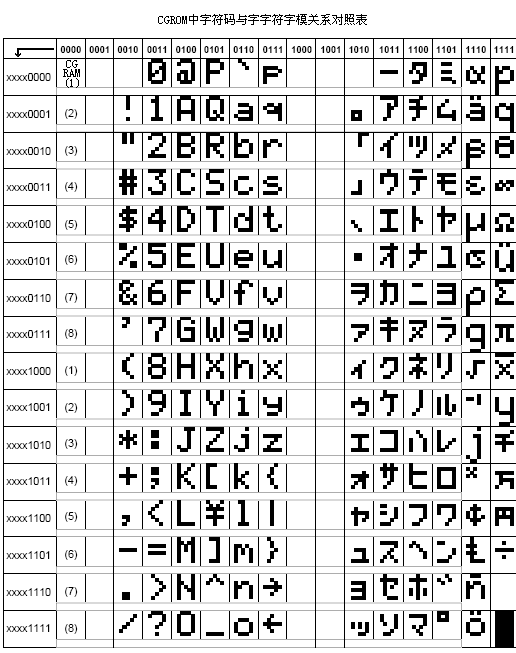 CGROM中字符码与字字符字模关系对照表
0000 0001 0010 0011 0100 0101 0110 0111 1000 1001 1010 1011 1100 1101 1110 1111
xxxx0000 CG RAM (1) 0 @ P ` p ー タ ミ α p
xxxx0001 (2) ! 1 A Q a q 。 ア チ ム ä q
xxxx0010 (3) " 2 B R b r 「 イ ツ メ β θ
xxxx0011 (4) # 3 C S c s 」 ウ テ モ ε ∞
xxxx0100 (5) $ 4 D T d t 、 エ ト ヤ μ Ω
xxxx0101 (6) % 5 E U e u ・ オ ナ ユ σ ü
xxxx0110 (7) & 6 F V f v ヲ カ ニ ヨ ρ Σ
xxxx0111 (8) ' 7 G W g w ァ キ ヌ ラ g π
xxxx1000 (1) ( 8 H X h x ィ ク ネ リ √ x̄
xxxx1001 (2) ) 9 I Y i y ゥ ケ ノ ル ⁻¹ y
xxxx1010 (3) * : J Z j z ェ コ ハ レ j 千
xxxx1011 (4) + ; K [ k { ォ サ ヒ ロ ˣ 万
xxxx1100 (5) , < L ¥ l | ャ シ フ ワ ¢ 円
xxxx1101 (6) - = M ] m } ュ ス ヘ ン £ ÷
xxxx1110 (7) . > N ^ n → ョ セ ホ ゛ ñ
xxxx1111 (8) / ? O _ o ← ッ ソ マ ゜ ö █